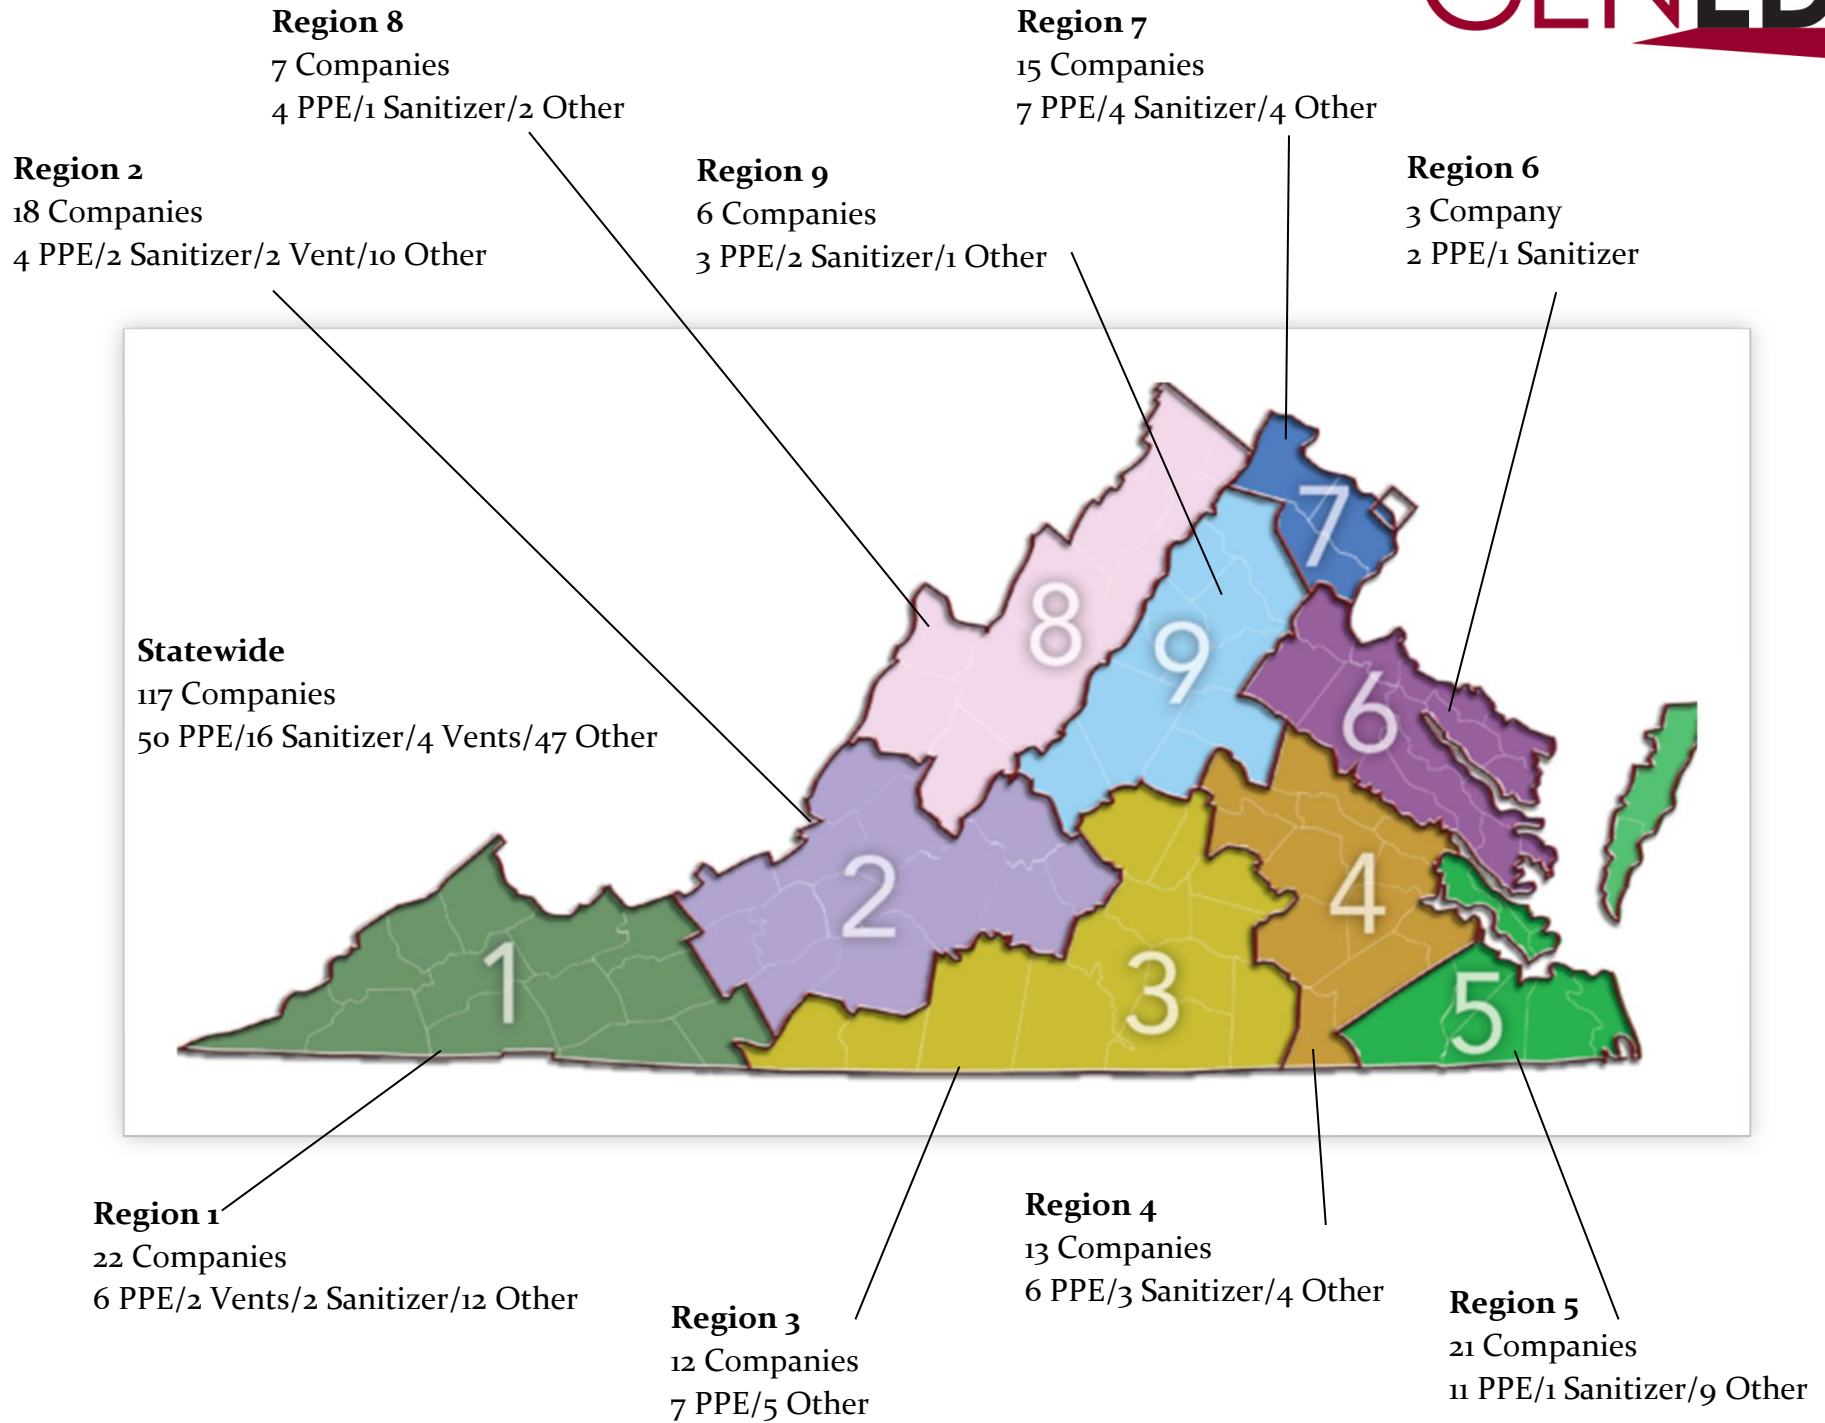 Region 8
7 Companies
4 PPE/1 Sanitizer/2 Other
Region 7
15 Companies
7 PPE/4 Sanitizer/4 Other
Region 2
18 Companies
4 PPE/2 Sanitizer/2 Vent/10 Other
Region 9
6 Companies
3 PPE/2 Sanitizer/1 Other
Region 6
3 Company
2 PPE/1 Sanitizer
7
8
9
6
Statewide
117 Companies
50 PPE/16 Sanitizer/4 Vents/47 Other
2
4
1
3
5
Region 1
22 Companies
6 PPE/2 Vents/2 Sanitizer/12 Other
Region 3
12 Companies
7 PPE/5 Other
Region 4
13 Companies
6 PPE/3 Sanitizer/4 Other
Region 5
21 Companies
11 PPE/1 Sanitizer/9 Other